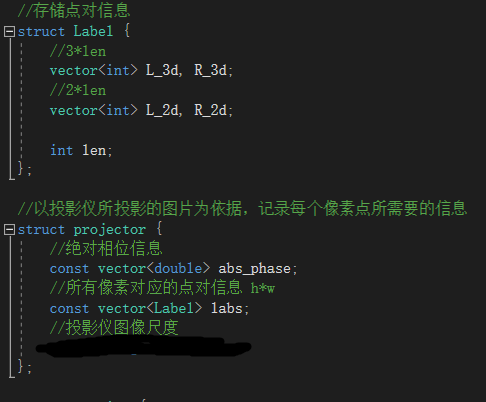 //存储点对信息
struct Label {
//3*len
vector<int> L_3d, R_3d;
//2*len
vector<int> L_2d, R_2d;
int len;
};
//以投影仪所投影的图片为依据，记录每个像素点所需要的信息
struct projector {
//绝对相位信息
const vector<double> abs_phase;
//所有像素对应的点对信息 h*w
const vector<Label> labs;
//投影仪图像尺度
};